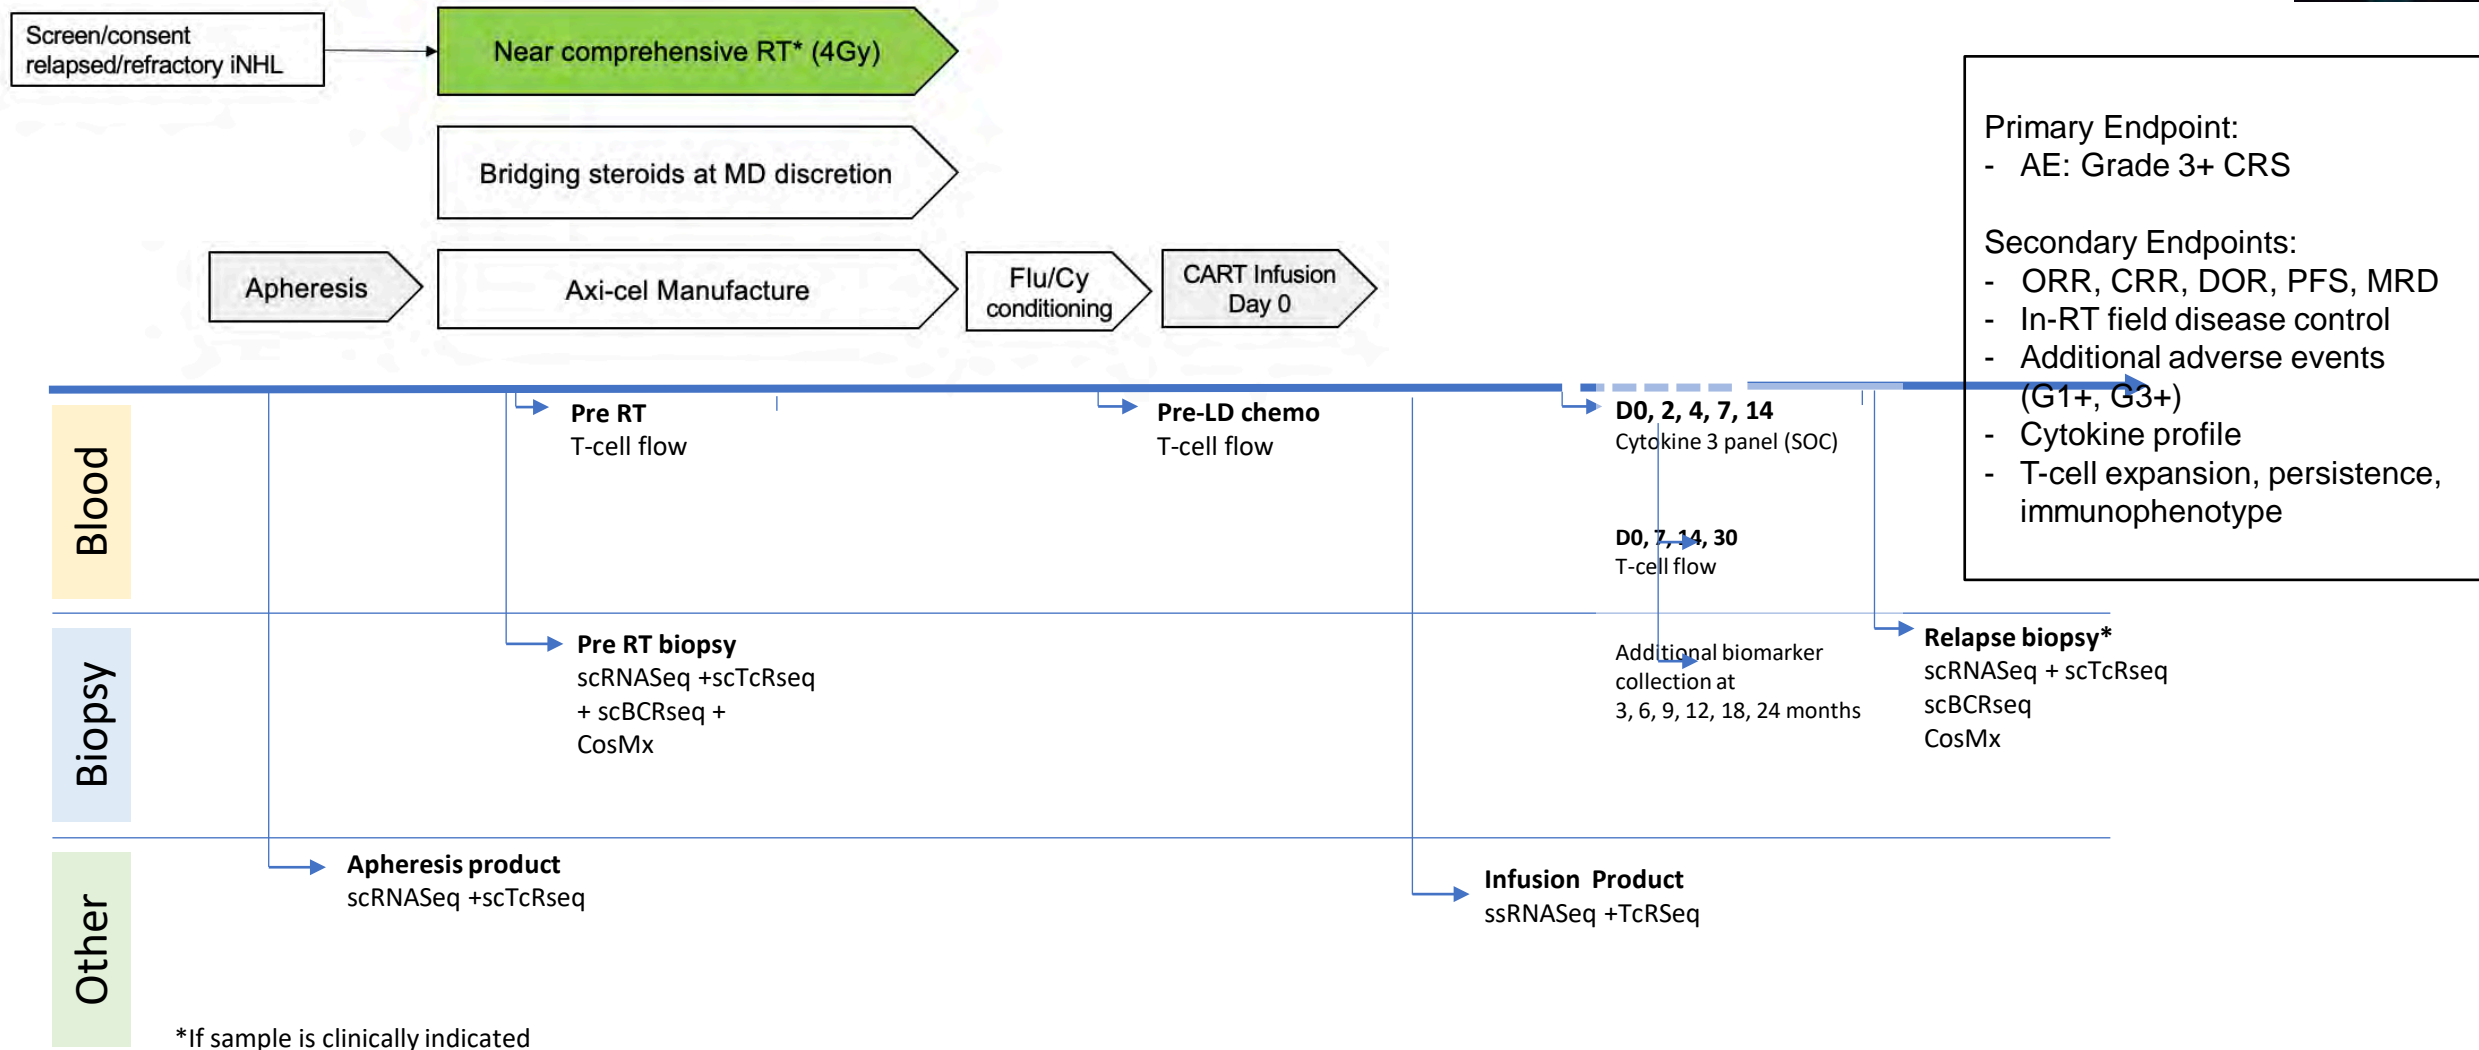 Screen/consent
relapsed/refractory iNHL
Near comprehensive RT* (4Gy)
Bridging steroids at MD discretion
Apheresis
Axi-cel Manufacture
Flu/Cy
conditioning
CART Infusion
Day 0
Primary Endpoint:
- AE: Grade 3+ CRS
Secondary Endpoints:
- ORR, CRR, DOR, PFS, MRD
- In-RT field disease control
- Additional adverse events
(G1+, G3+)
- Cytokine profile
- T-cell expansion, persistence,
immunophenotype
Blood
Pre RT
T-cell flow
Pre-LD chemo
T-cell flow
D0, 2, 4, 7, 14
Cytokine 3 panel (SOC)
D0, 7, 14, 30
T-cell flow
Biopsy
Pre RT biopsy
scRNASeq +scTcRseq
+ scBCRseq +
CosMx
Additional biomarker
collection at
3, 6, 9, 12, 18, 24 months
Relapse biopsy*
scRNASeq + scTcRseq
scBCRseq
CosMx
Other
Apheresis product
scRNASeq +scTcRseq
Infusion Product
ssRNASeq +TcRSeq
*If sample is clinically indicated